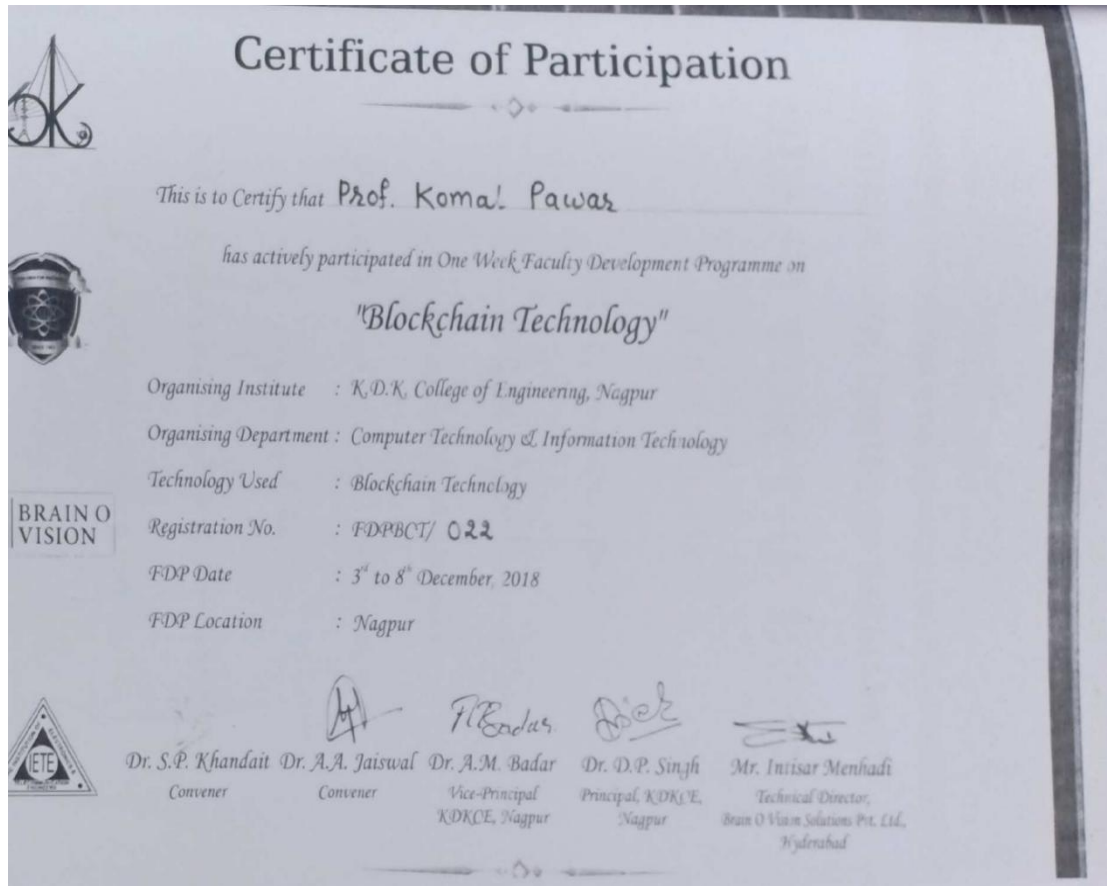 Certificate of Participation
This is to Certify that Prof. Komal Pawar
has actively participated in One Week Faculty Development Programme on
"Blockchain Technology"
Organising Institute : K.D.K. College of Engineering, Nagpur
Organising Department : Computer Technology & Information Technology
Technology Used : Blockchain Technology
BRAIN O
VISION
Registration No. : FDPBCT/ 022
FDP Date : 3rd to 8th December, 2018
FDP Location : Nagpur
IETE
Dr. S.P. Khandait Dr. A.A. Jaiswal Dr. A.M. Badar Dr. D.P. Singh Mr. Intisar Menhadi
Convener Convener Vice-Principal Principal, KDKCE, Technical Director,
KDKCE, Nagpur Nagpur Brain O Vision Solutions Pvt. Ltd.,
Hyderabad